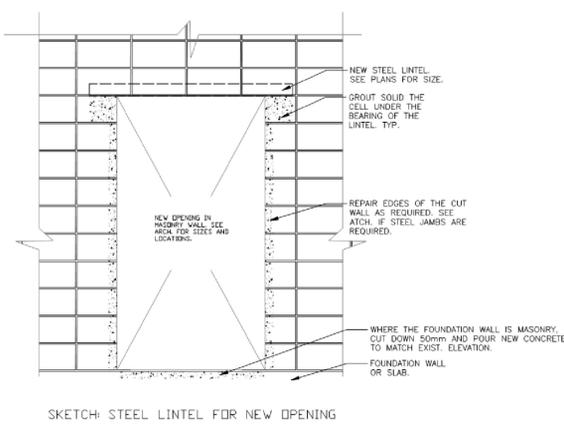 NEW STEEL LINTEL.
SEE PLANS FOR SIZE.
GROUT SOLID THE
CELL UNDER THE
BEARING OF THE
LINTEL. TYP.
NEW OPENING IN
MASONRY WALL. SEE
ARCH. FOR SIZES AND
LOCATIONS.
REPAIR EDGES OF THE CUT
WALL AS REQUIRED. SEE
ATCH. IF STEEL JAMBS ARE
REQUIRED.
WHERE THE FOUNDATION WALL IS MASONRY,
CUT DOWN 50mm AND POUR NEW CONCRETE
TO MATCH EXIST. ELEVATION.
FOUNDATION WALL
OR SLAB.
SKETCH: STEEL LINTEL FOR NEW OPENING